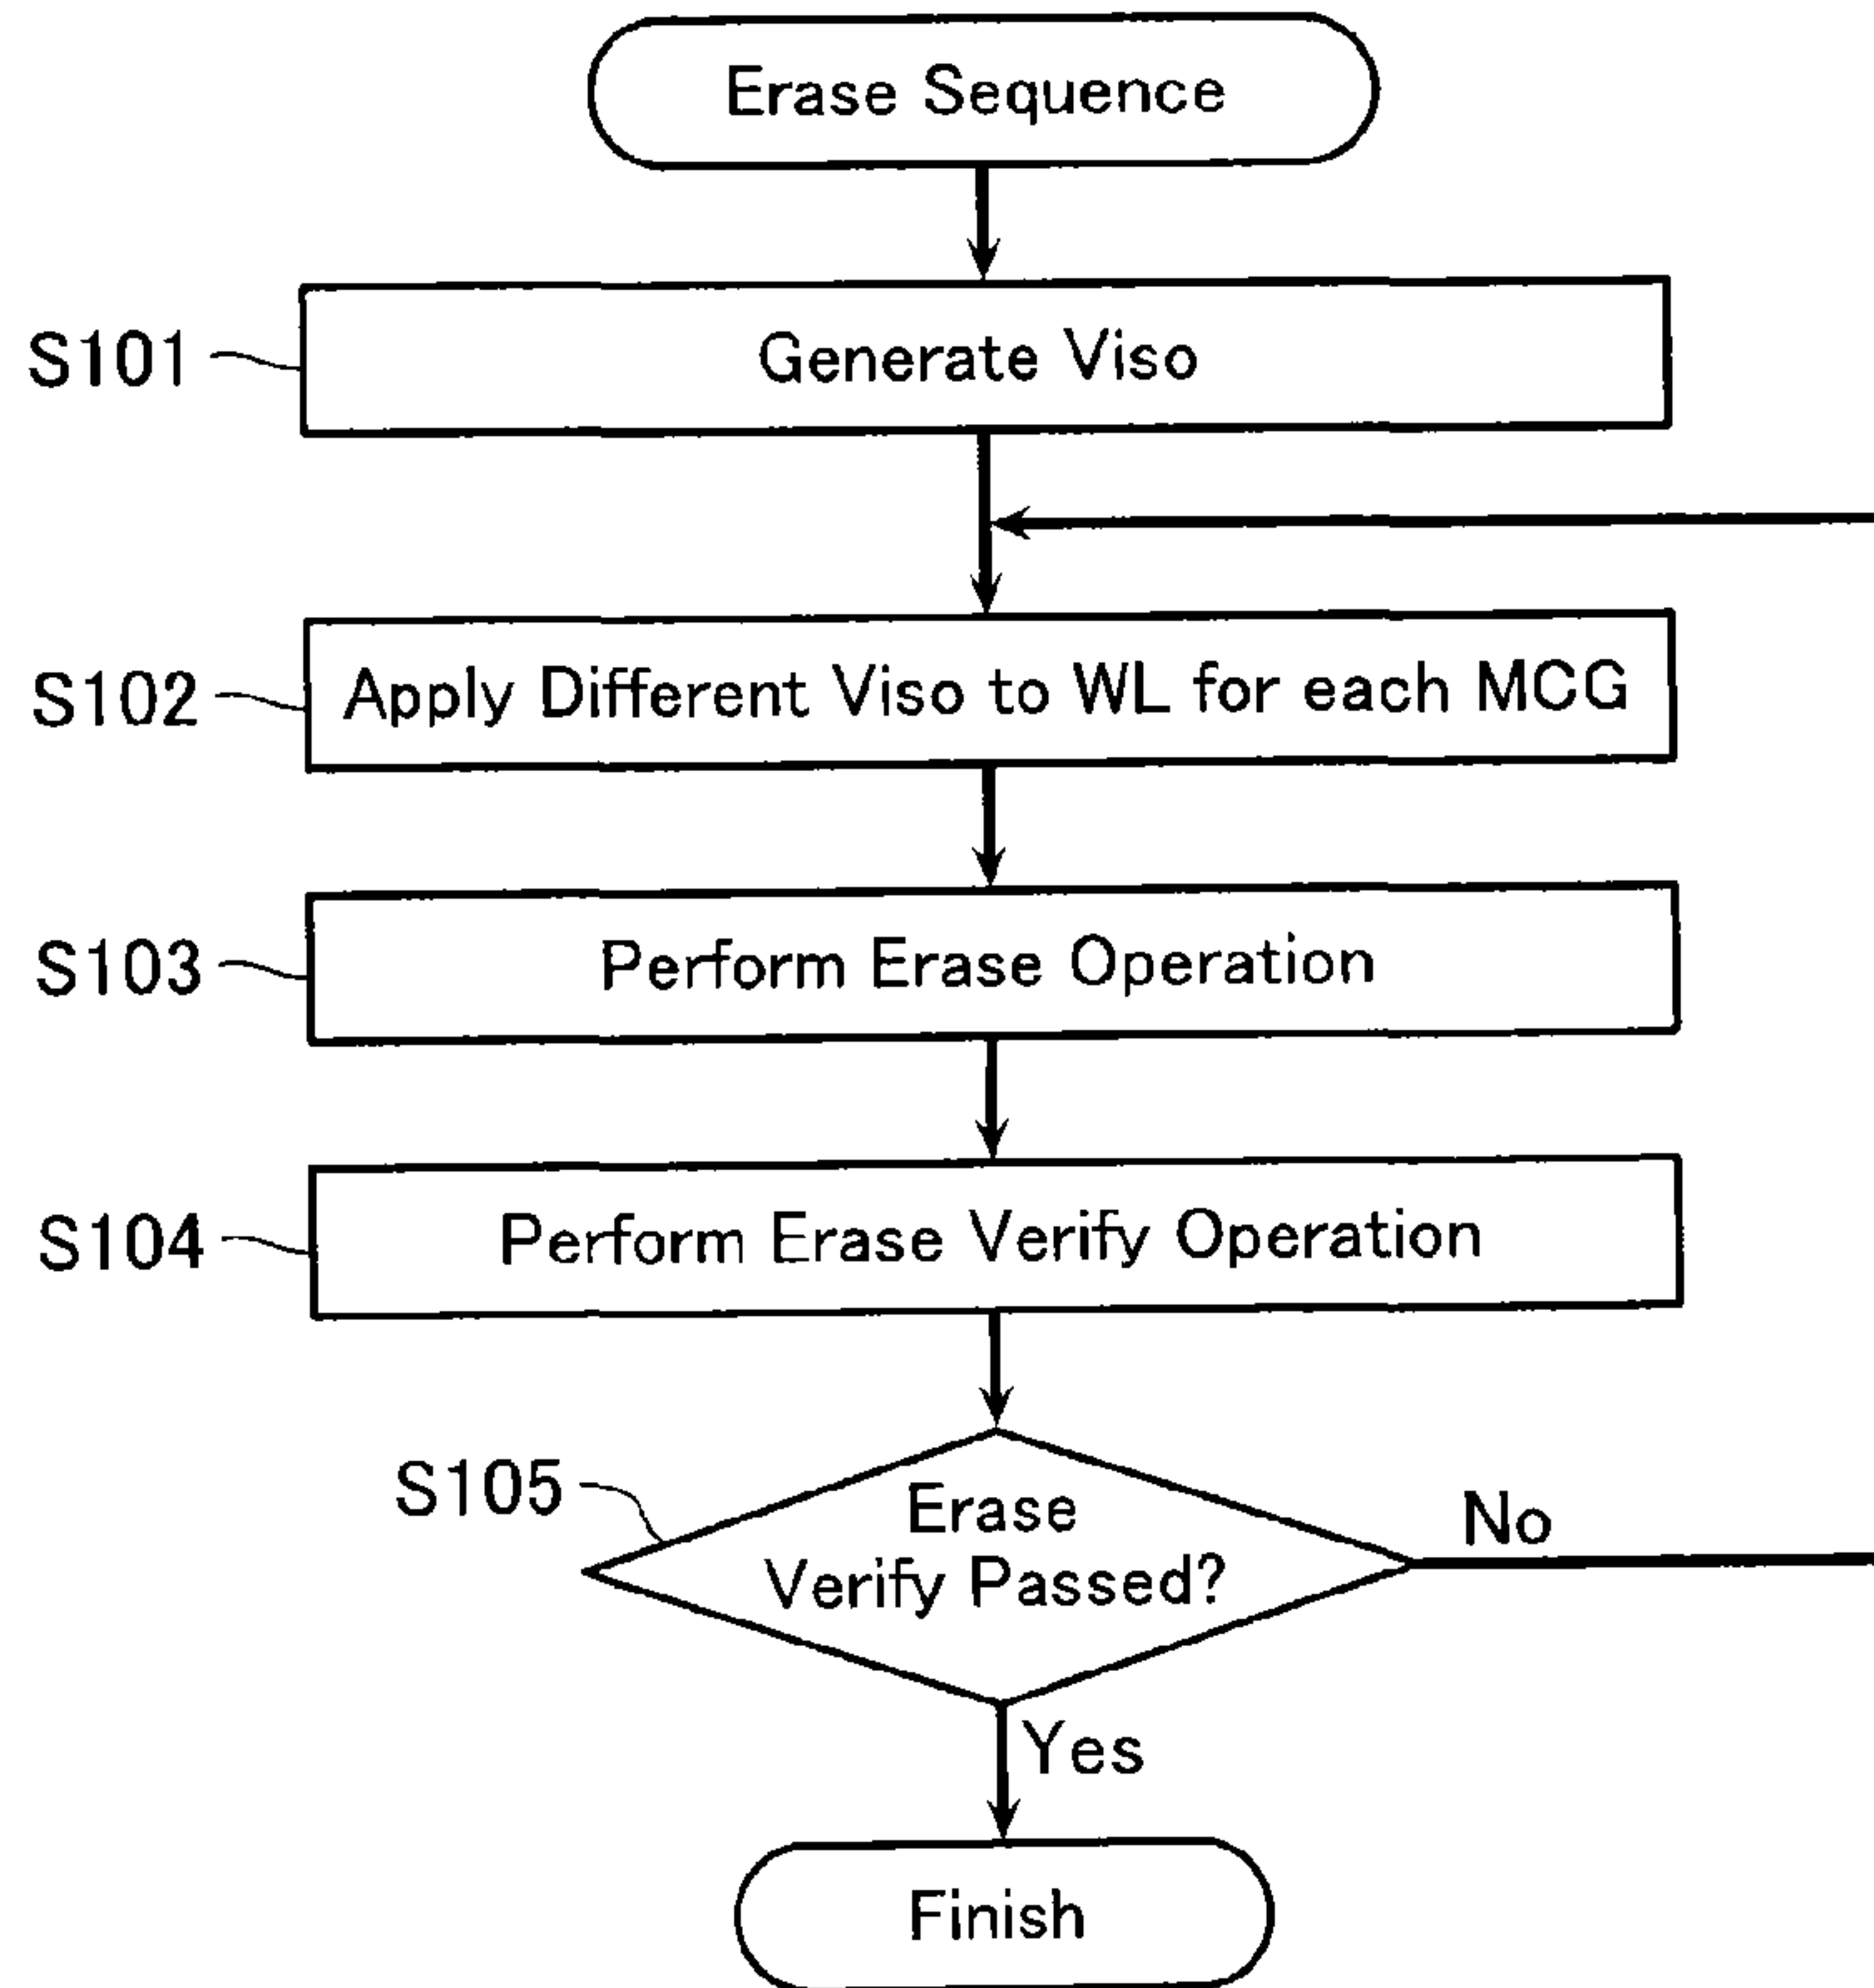 Erase Sequence
S101
Generate Viso
S102
Apply Different Viso to WL for each MCG
S103
Perform Erase Operation
S104
Perform Erase Verify Operation
S105
Erase
Verify Passed?
No
Yes
Finish